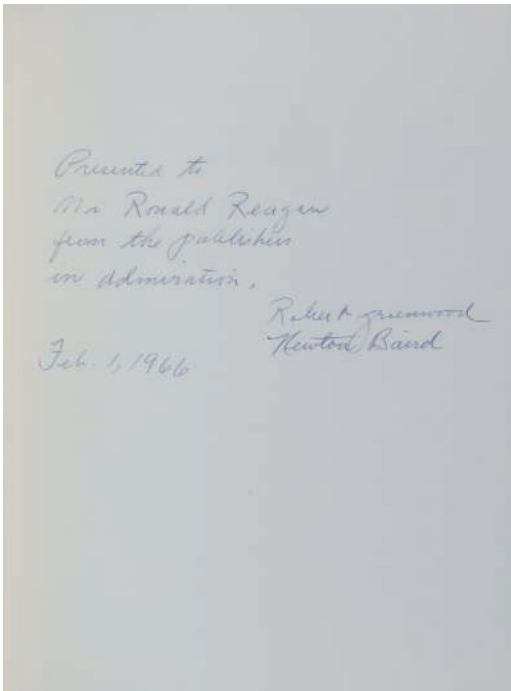 Presented to
Mr Ronald Reagan
from the publishers
in admiration.
Robert Greenwood
Newton Baird
Feb. 1, 1966